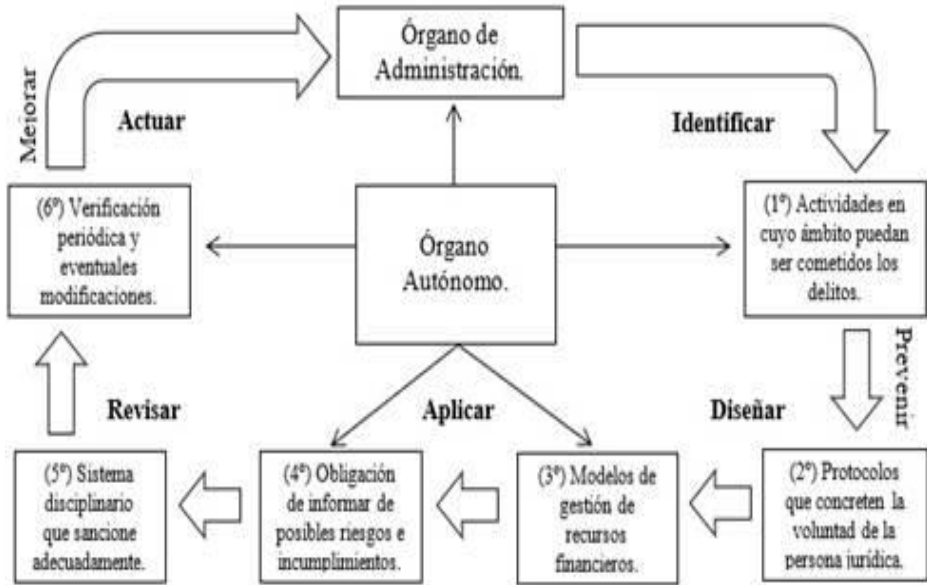 Órgano de
Administración.
Mejorar
Actuar
Identificar
(6º) Verificación
periódica y
eventuales
modificaciones.
Órgano
Autónomo.
(1º) Actividades en
cuyo ámbito puedan
ser cometidos los
delitos.
Prevenir
Revisar
Aplicar
Diseñar
(5º) Sistema
disciplinario
que sancione
adecuadamente.
(4º) Obligación
de informar de
posibles riesgos e
incumplimientos.
(3º) Modelos de
gestión de
recursos
financieros.
(2º) Protocolos
que concreten la
voluntad de la
persona jurídica.